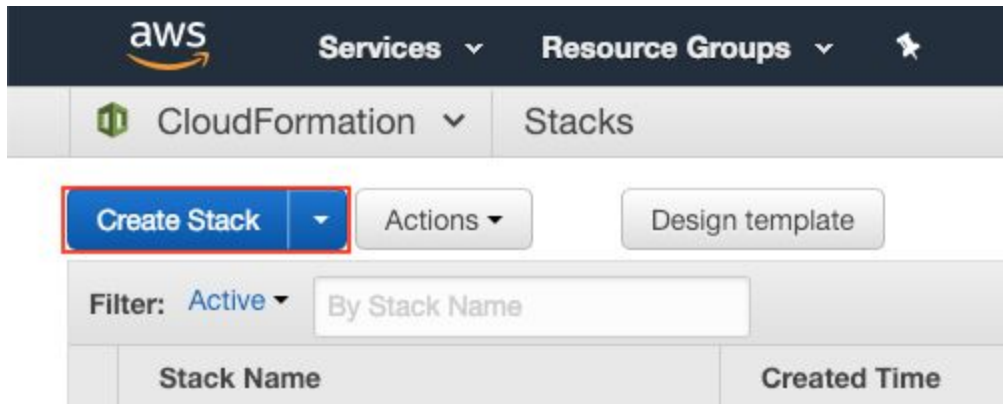 aws Services Resource Groups
CloudFormation Stacks
Create Stack Actions Design template
Filter: Active By Stack Name
Stack Name Created Time